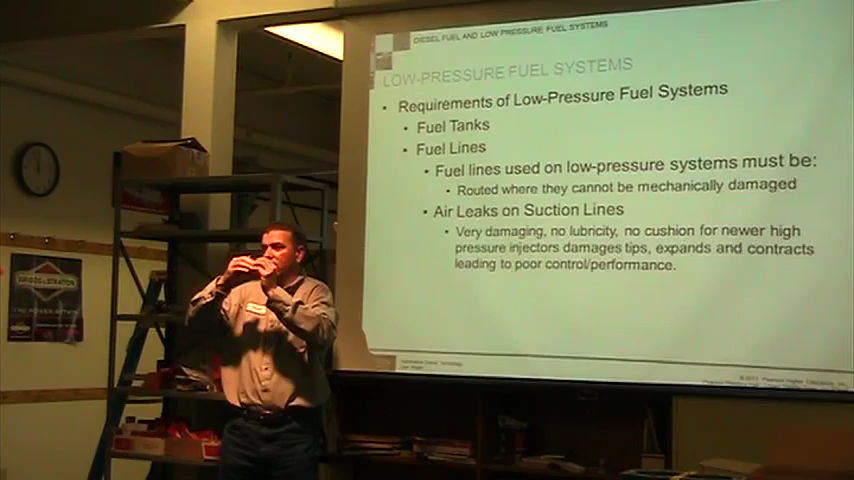 DIESEL FUEL AND LOW PRESSURE FUEL SYSTEMS
LOW-PRESSURE FUEL SYSTEMS
• Requirements of Low-Pressure Fuel Systems
• Fuel Tanks
• Fuel Lines
• Fuel lines used on low-pressure systems must be:
• Routed where they cannot be mechanically damaged
• Air Leaks on Suction Lines
• Very damaging, no lubricity, no cushion for newer high
pressure injectors damages tips, expands and contracts
leading to poor control/performance.
BRIGGS & STRATTON